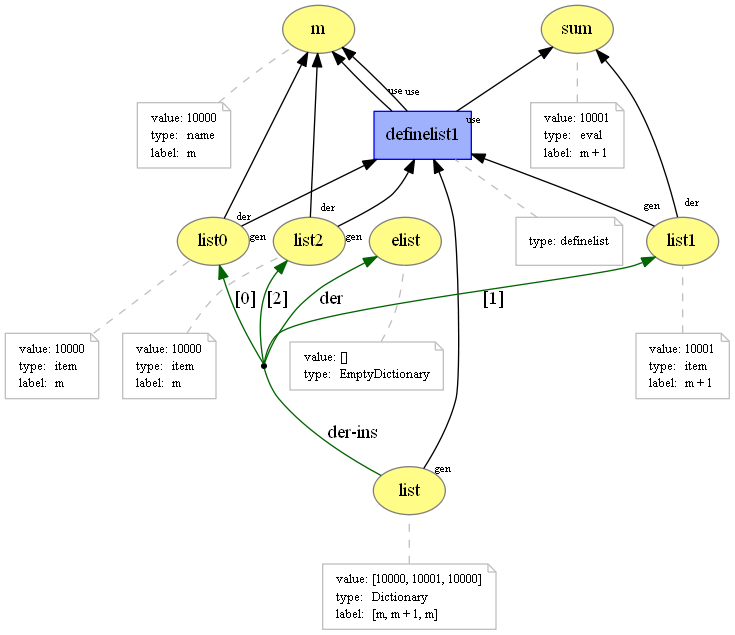 m
sum
value: 10000
type: name
label: m
use
use
definelist1
use
value: 10001
type: eval
label: m + 1
der
gen
der
gen
gen
der
list0
list2
elist
type: definelist
list1
[0]
[2]
der
[1]
value: 10000
type: item
label: m
value: 10000
type: item
label: m
value: []
type: EmptyDictionary
value: 10001
type: item
label: m + 1
der-ins
gen
list
value: [10000, 10001, 10000]
type: Dictionary
label: [m, m + 1, m]